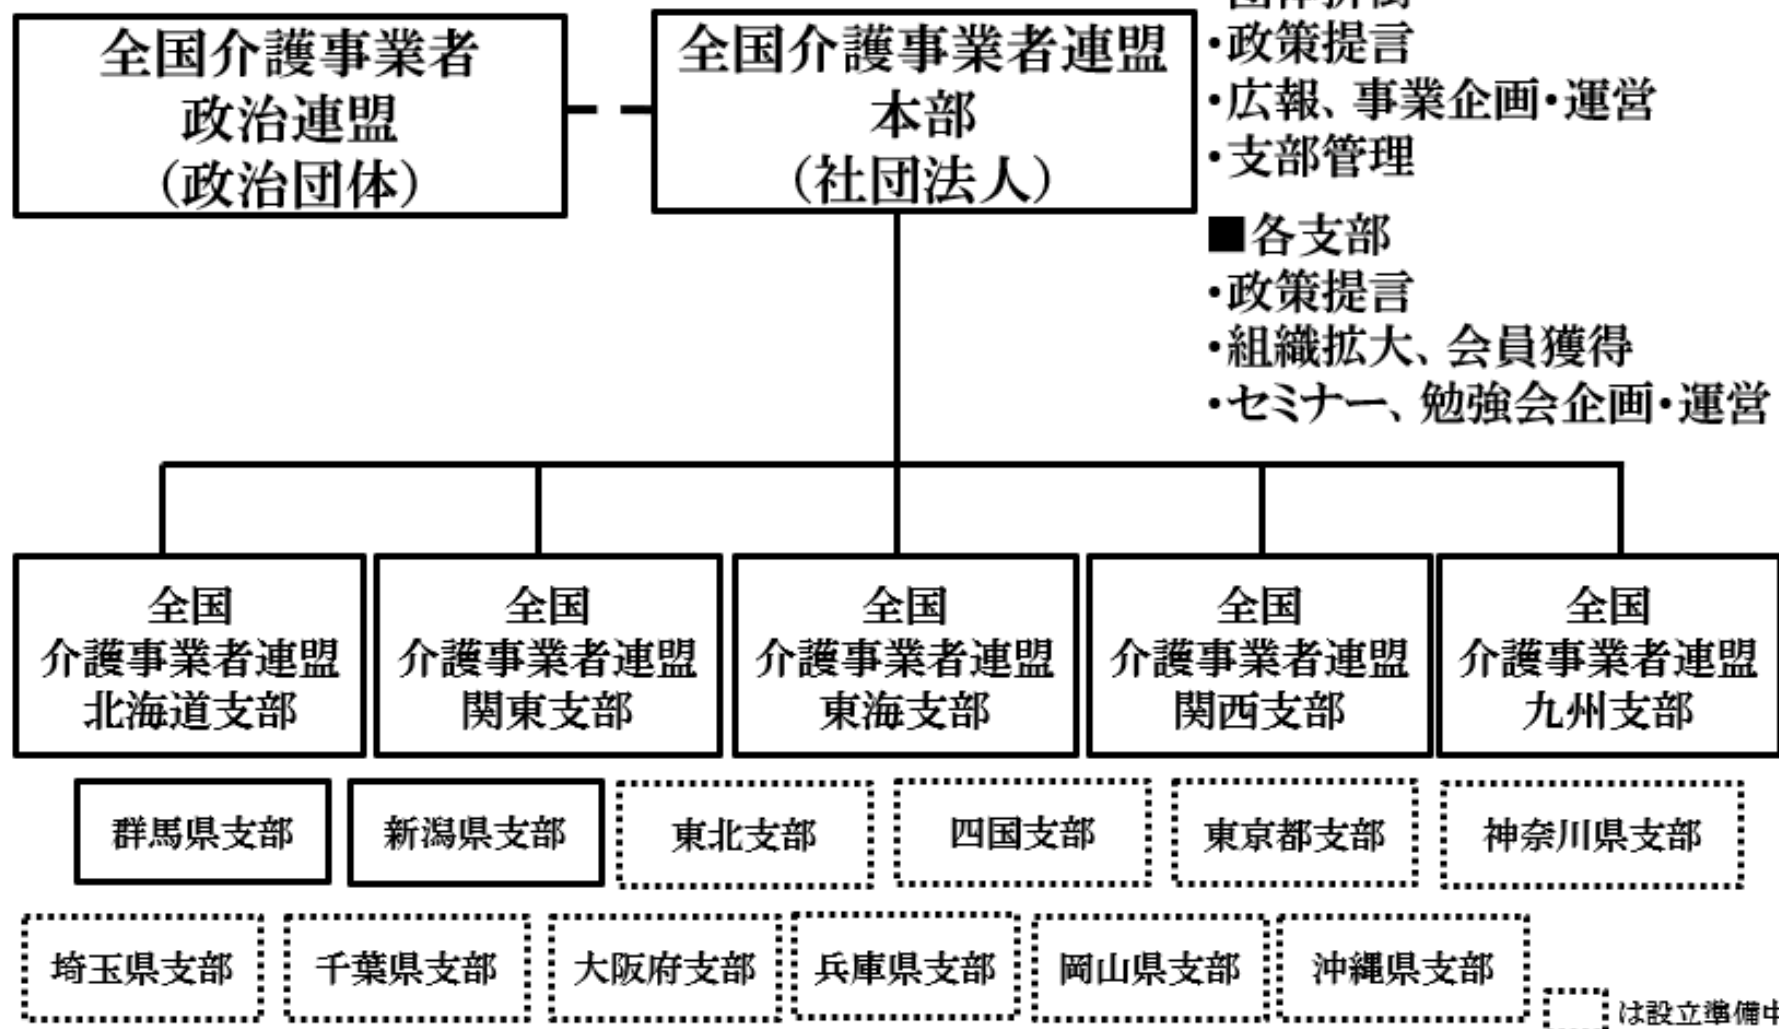 全国介護事業者
政治連盟
（政治団体）
全国介護事業者連盟
本部
（社団法人）
・政策提言
・広報、事業企画・運営
・支部管理
■各支部
・政策提言
・組織拡大、会員獲得
・セミナー、勉強会企画・運営
全国
介護事業者連盟
北海道支部
全国
介護事業者連盟
関東支部
全国
介護事業者連盟
東海支部
全国
介護事業者連盟
関西支部
全国
介護事業者連盟
九州支部
群馬県支部
新潟県支部
東北支部
四国支部
東京都支部
神奈川県支部
埼玉県支部
千葉県支部
大阪府支部
兵庫県支部
岡山県支部
沖縄県支部
は設立準備中